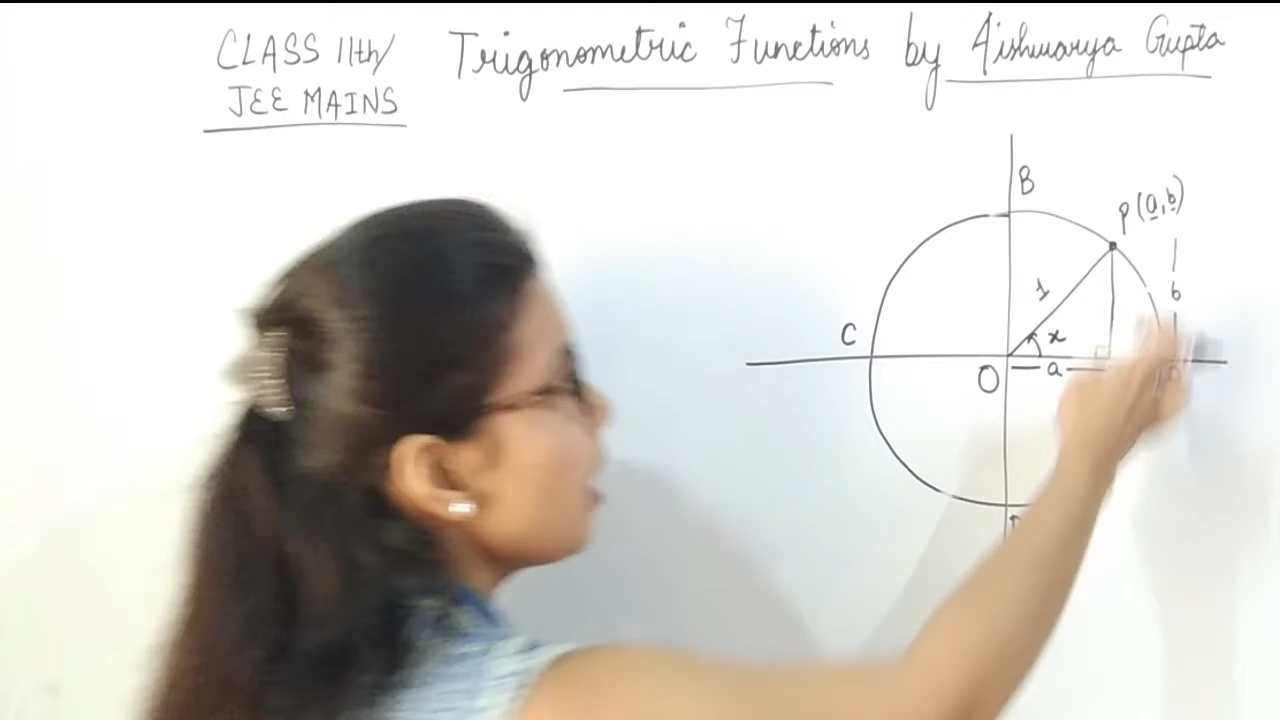 CLASS 11th/
JEE MAINS
Trigonometric Functions by Aishwarya Gupta
B
P(a,b)
1
b
C
x
O
a